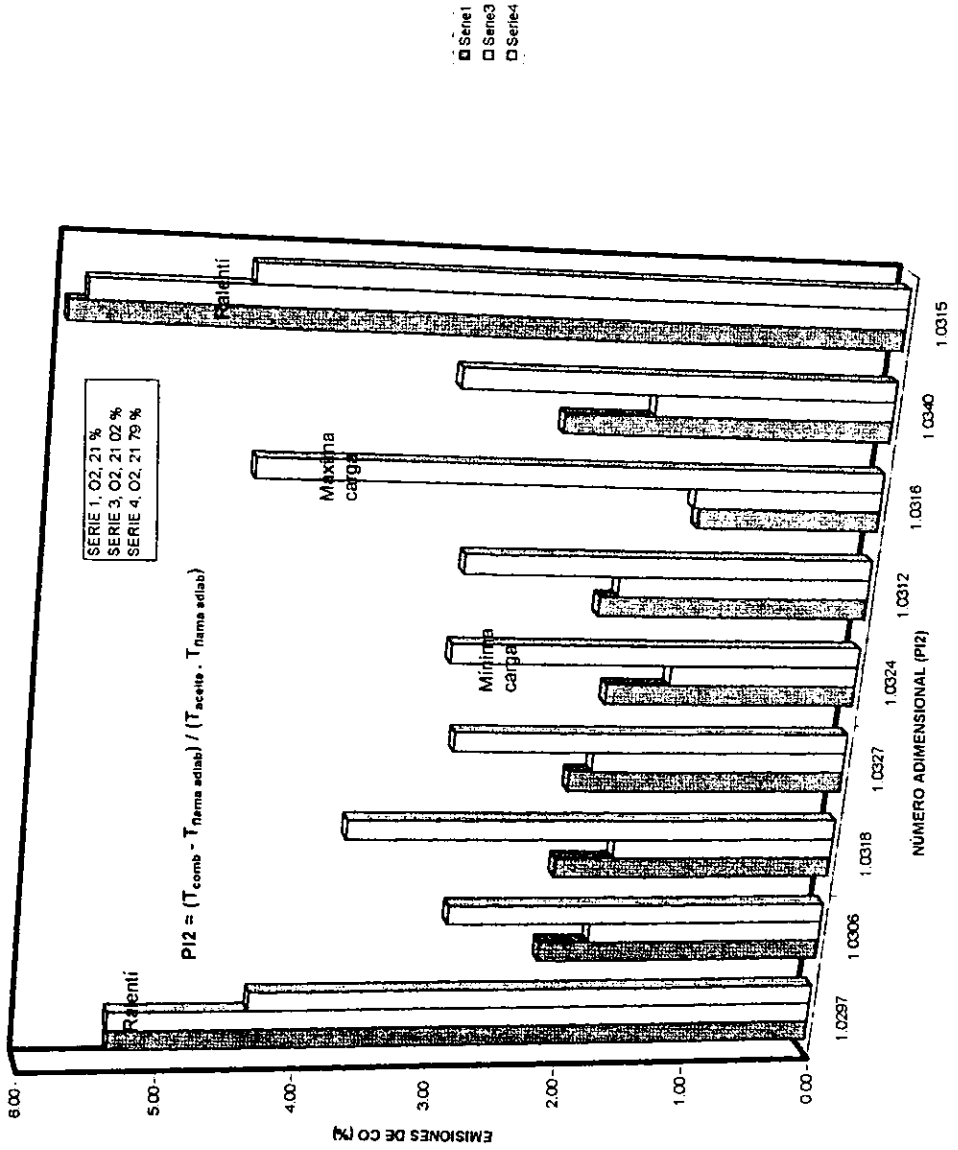 Serie1
Serie3
Serie4
SERIE 1, O2, 21 %
SERIE 3, O2, 21 02 %
SERIE 4, O2, 21 79 %
PI2 = (Tcomb - Tflama adiab) / (Taceite - Tflama adiab)
Ralentí
Mínima
carga
Maxima
carga
Ralentí
6.00
5.00
4.00
3.00
2.00
1.00
0.00
EMISIONES DE CO (%)
1.0297
1.0306
1.0318
1.0327
1.0324
1.0312
1.0316
1.0340
1.0315
NÚMERO ADIMENSIONAL (PI2)